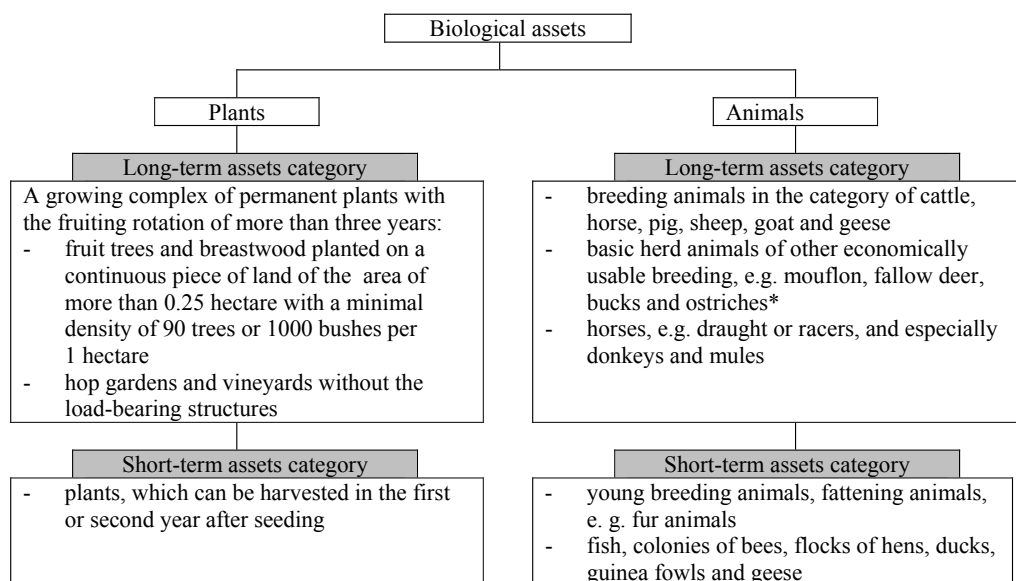 Biological assets
Plants
Animals
Long-term assets category
A growing complex of permanent plants with
the fruiting rotation of more than three years:
- fruit trees and breastwood planted on a
continuous piece of land of the area of
more than 0.25 hectare with a minimal
density of 90 trees or 1000 bushes per
1 hectare
- hop gardens and vineyards without the
load-bearing structures
Long-term assets category
- breeding animals in the category of cattle,
horse, pig, sheep, goat and geese
- basic herd animals of other economically
usable breeding, e.g. mouflon, fallow deer,
bucks and ostriches*
- horses, e.g. draught or racers, and especially
donkeys and mules
Short-term assets category
- plants, which can be harvested in the first
or second year after seeding
Short-term assets category
- young breeding animals, fattening animals,
e. g. fur animals
- fish, colonies of bees, flocks of hens, ducks,
guinea fowls and geese